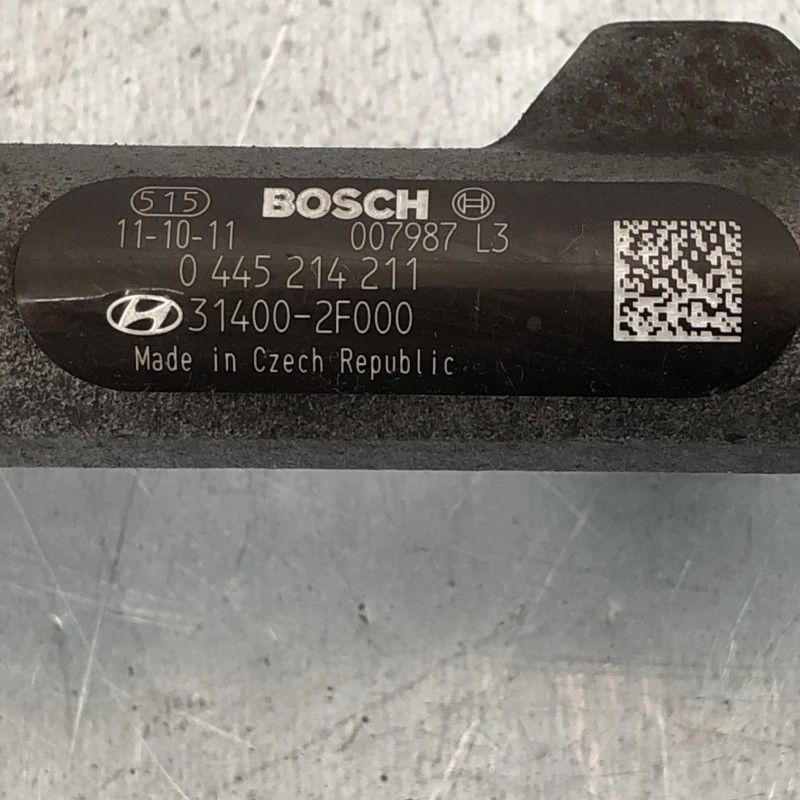 515 BOSCH
11-10-11 007987 L3
0 445 214 211
31400-2F000
Made in Czech Republic